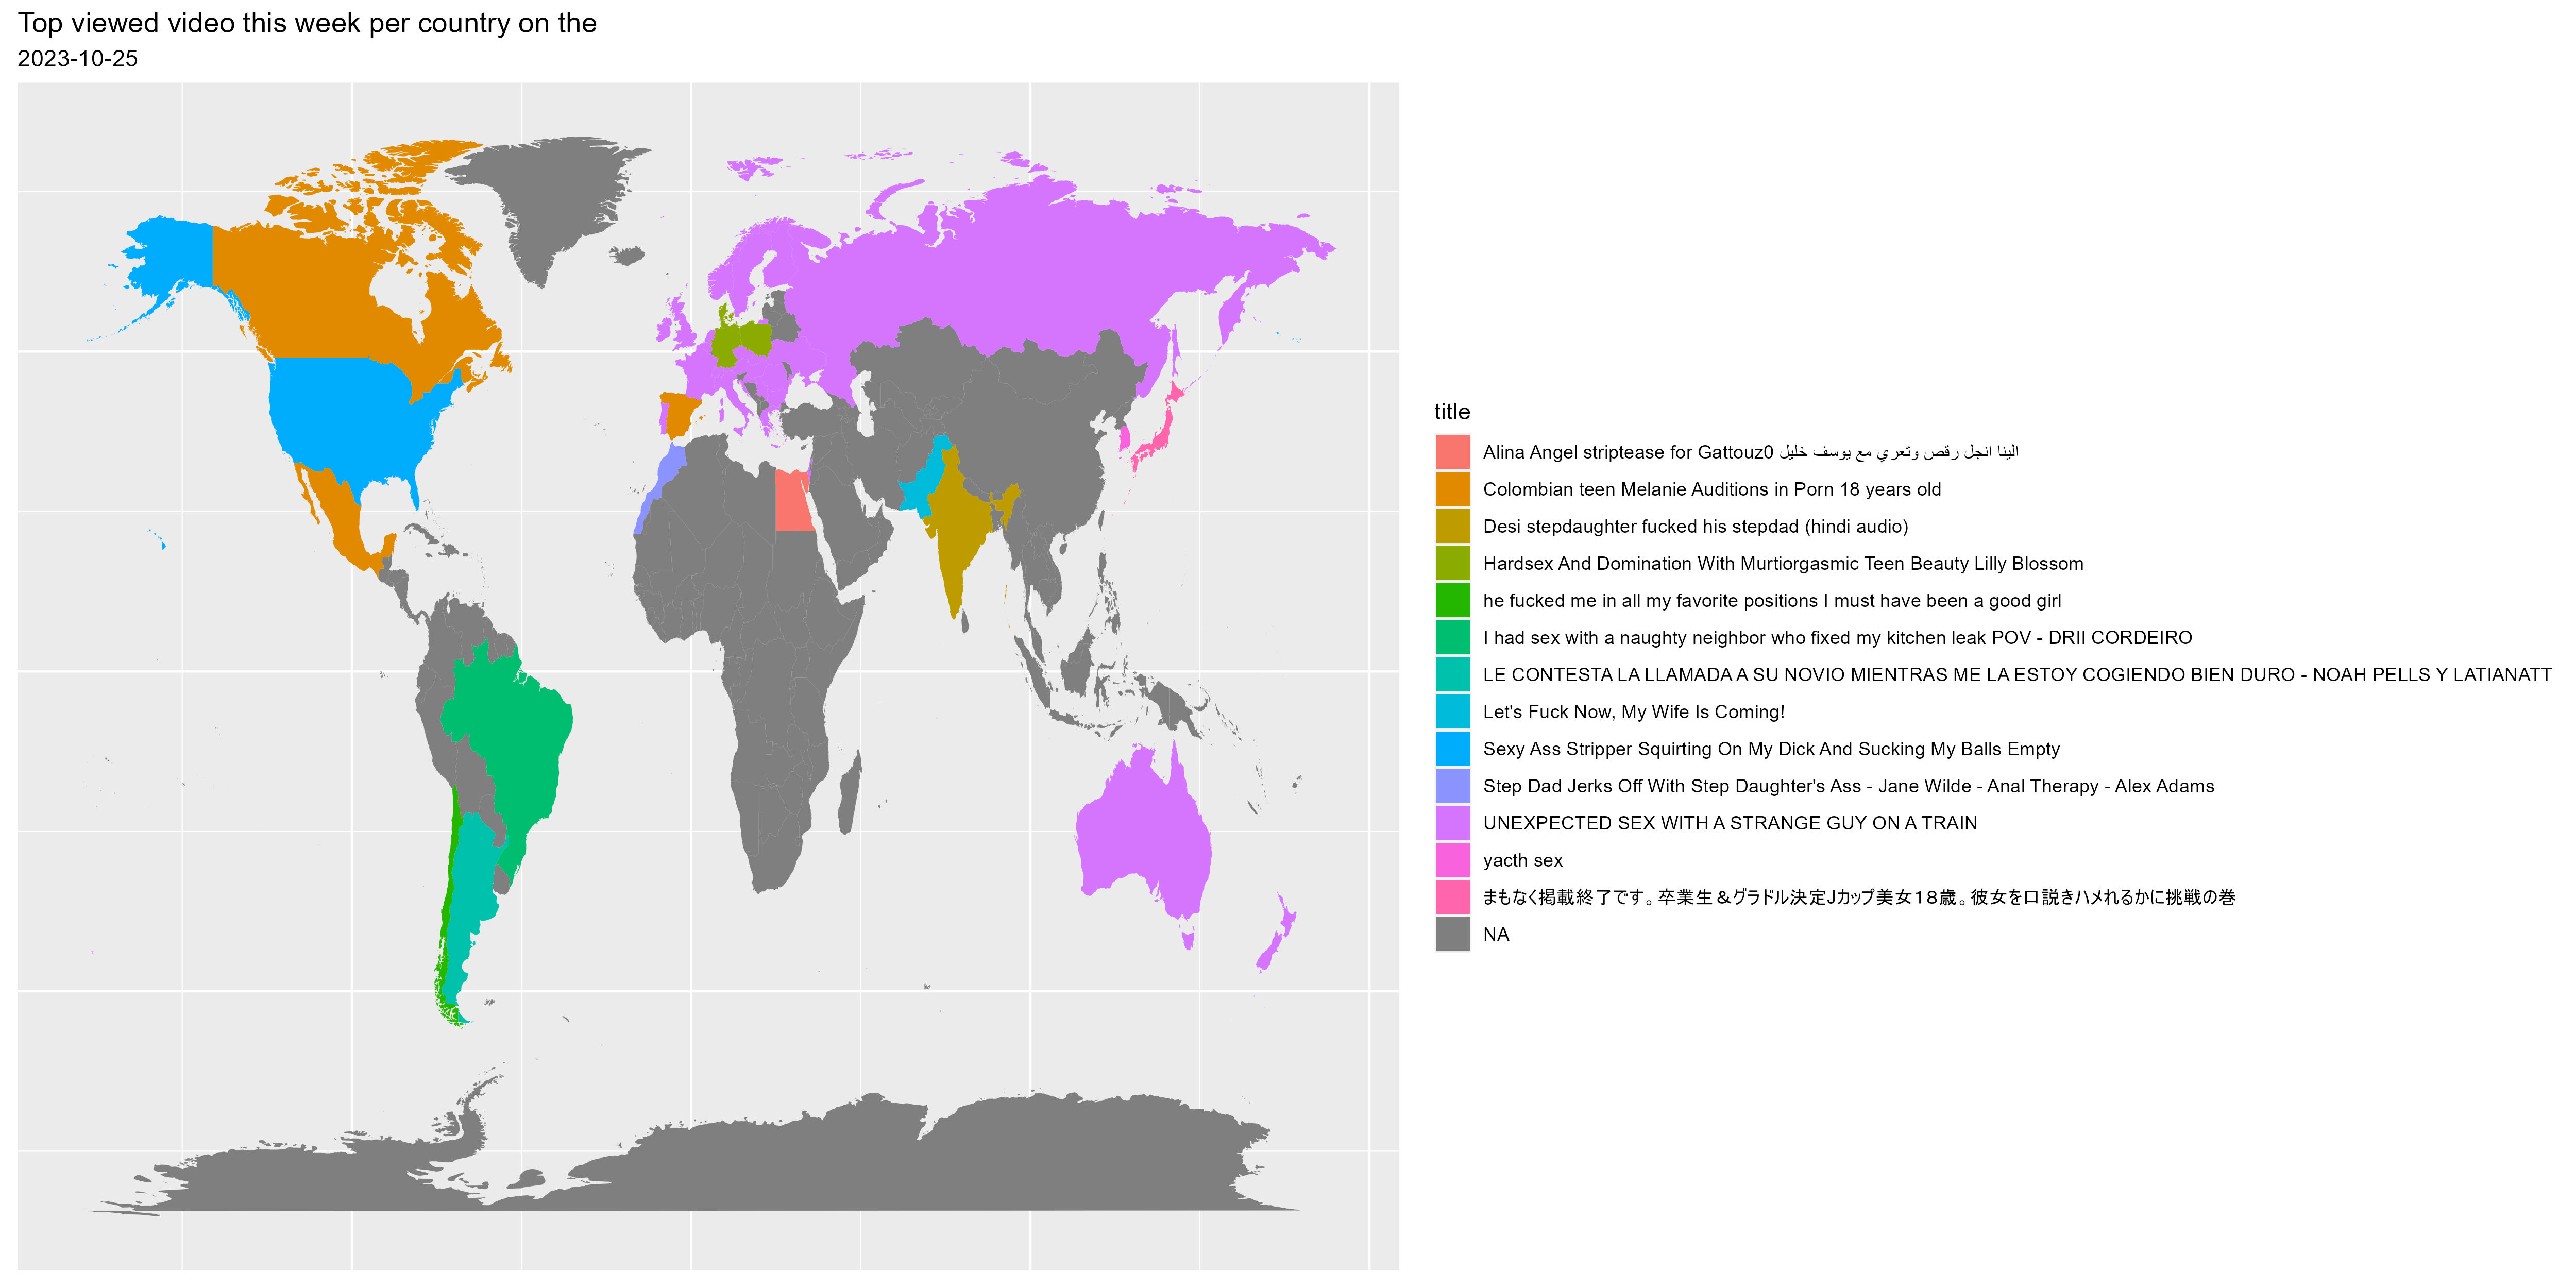 Top viewed video this week per country on the
2023-10-25
title
Alina Angel striptease for Gattouz0 الينا انجل رقص وتعري مع يوسف خليل
Colombian teen Melanie Auditions in Porn 18 years old
Desi stepdaughter fucked his stepdad (hindi audio)
Hardsex And Domination With Murtiorgasmic Teen Beauty Lilly Blossom
he fucked me in all my favorite positions I must have been a good girl
I had sex with a naughty neighbor who fixed my kitchen leak POV - DRII CORDEIRO
LE CONTESTA LA LLAMADA A SU NOVIO MIENTRAS ME LA ESTOY COGIENDO BIEN DURO - NOAH PELLS Y LATIANATT
Let's Fuck Now, My Wife Is Coming!
Sexy Ass Stripper Squirting On My Dick And Sucking My Balls Empty
Step Dad Jerks Off With Step Daughter's Ass - Jane Wilde - Anal Therapy - Alex Adams
UNEXPECTED SEX WITH A STRANGE GUY ON A TRAIN
yacth sex
まもなく掲載終了です。卒業生＆グラドル決定Jカップ美女１８歳。彼女を口説きハメれるかに挑戦の巻
NA